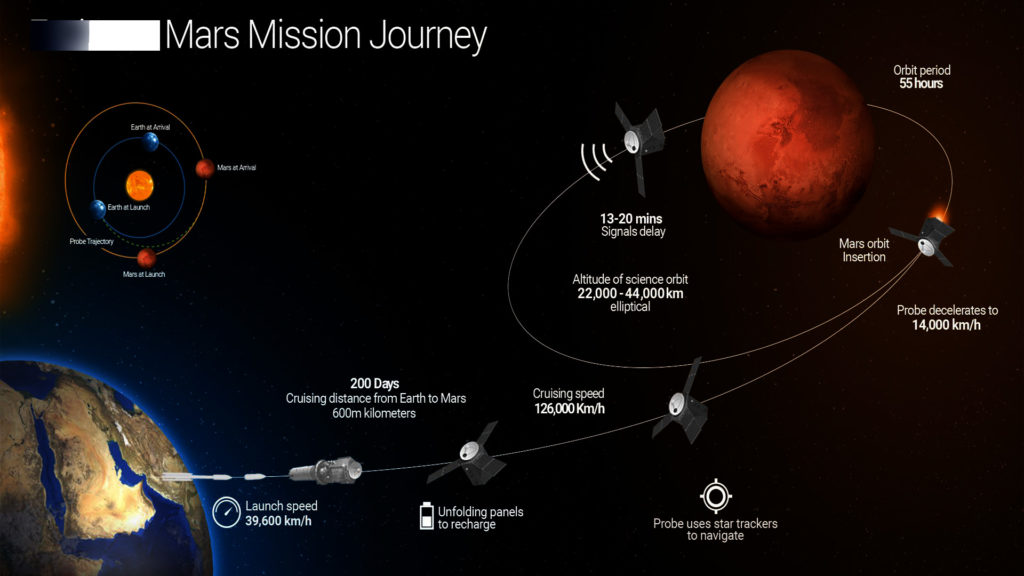 Mars Mission Journey
Earth at Arrival
Mars at Arrival
Earth at Launch
Probe Trajectory
Mars at Launch
Orbit period
55 hours
13-20 mins
Signals delay
Mars orbit
Insertion
Altitude of science orbit
22,000 - 44,000 km
elliptical
Probe decelerates to
14,000 km/h
200 Days
Cruising distance from Earth to Mars
600m kilometers
Cruising speed
126,000 Km/h
Launch speed
39,600 km/h
Unfolding panels
to recharge
Probe uses star trackers
to navigate